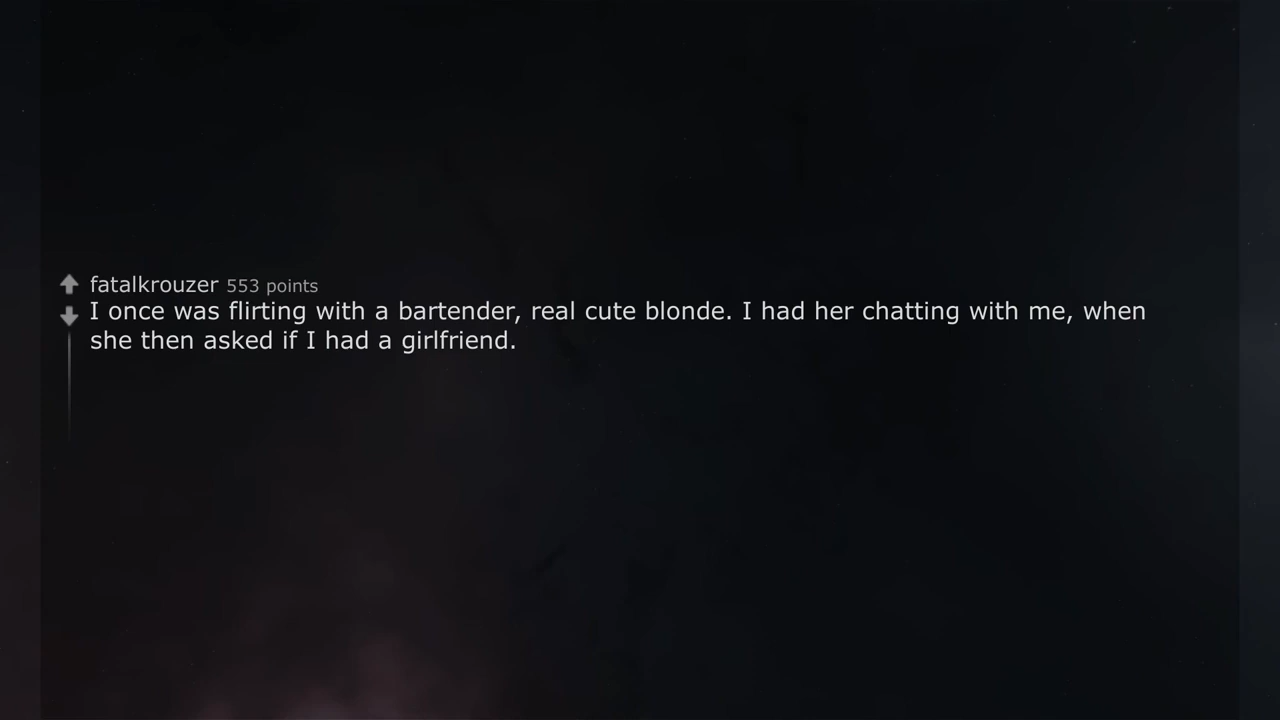 fatalkrouzer 553 points
I once was flirting with a bartender, real cute blonde. I had her chatting with me, when
she then asked if I had a girlfriend.